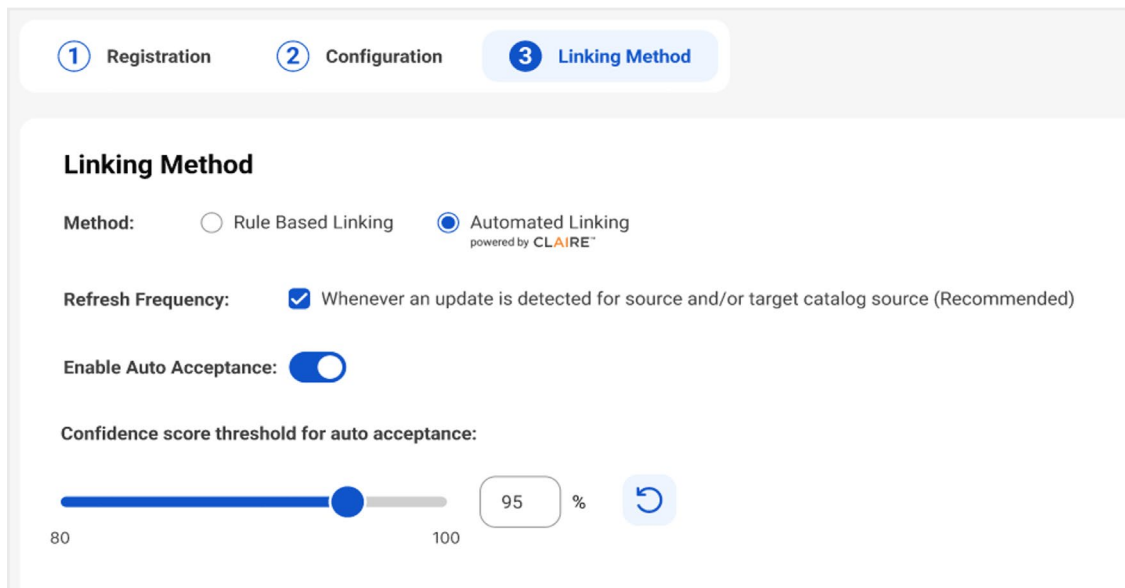 1 Registration 2 Configuration 3 Linking Method
Linking Method
Method: Rule Based Linking Automated Linking
powered by CLAIRE™
Refresh Frequency: Whenever an update is detected for source and/or target catalog source (Recommended)
Enable Auto Acceptance:
Confidence score threshold for auto acceptance:
95 %
80 100